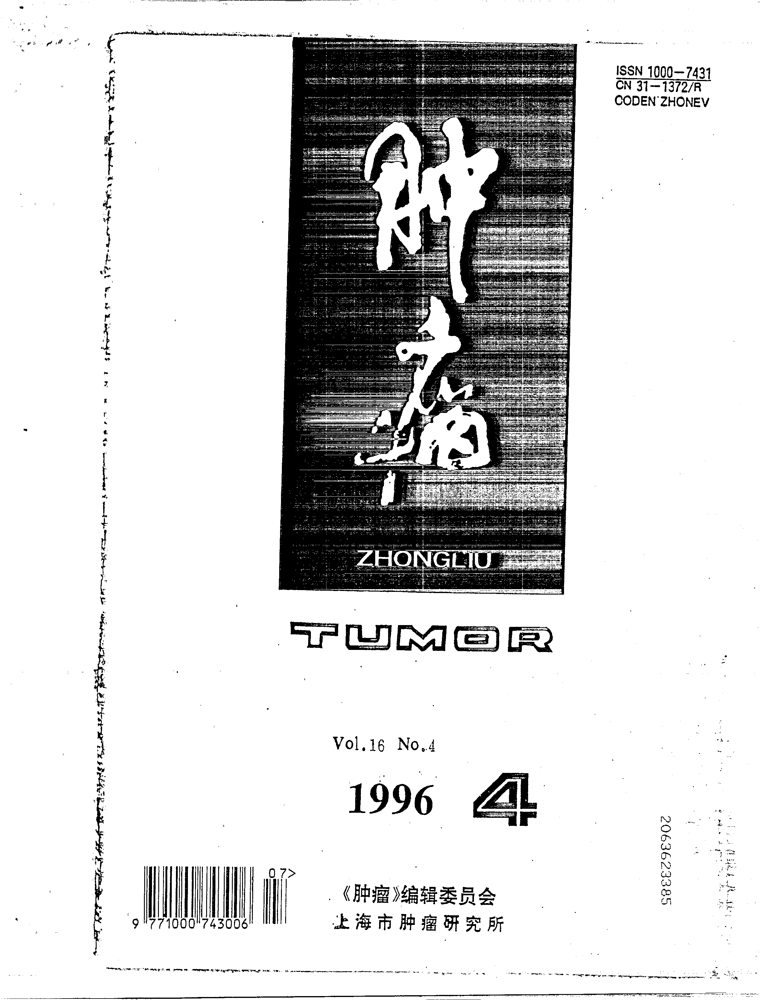 ISSN 1000-7431
CN 31-1372/R
CODEN ZHONEV
肿
瘤
ZHONGLIU
TUMOR
Vol.16 No.4
1996 4
07>
9 771000 743006
《肿瘤》编辑委员会
上海市肿瘤研究所
2063623385